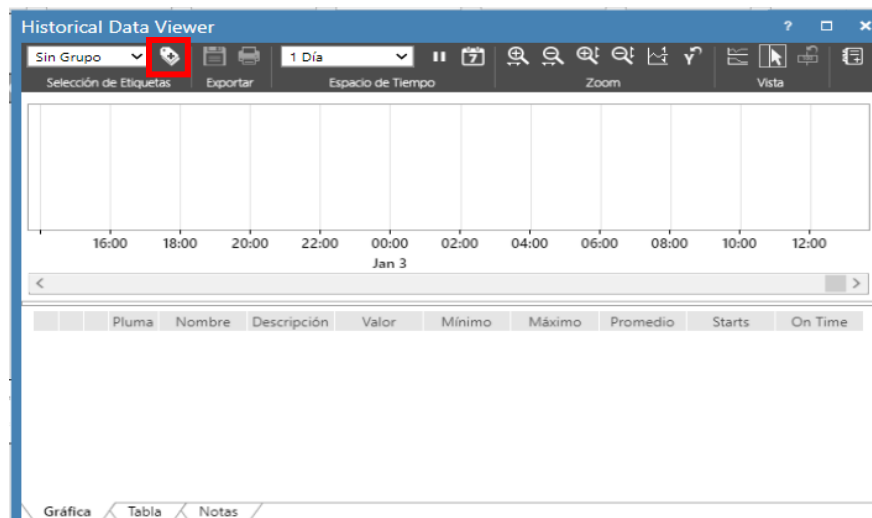 Historical Data Viewer
Sin Grupo 1 Día 7
Selección de Etiquetas Exportar Espacio de Tiempo Zoom Vista
16:00 18:00 20:00 22:00 00:00 02:00 04:00 06:00 08:00 10:00 12:00
Jan 3
Pluma Nombre Descripción Valor Mínimo Máximo Promedio Starts On Time
Gráfica Tabla Notas